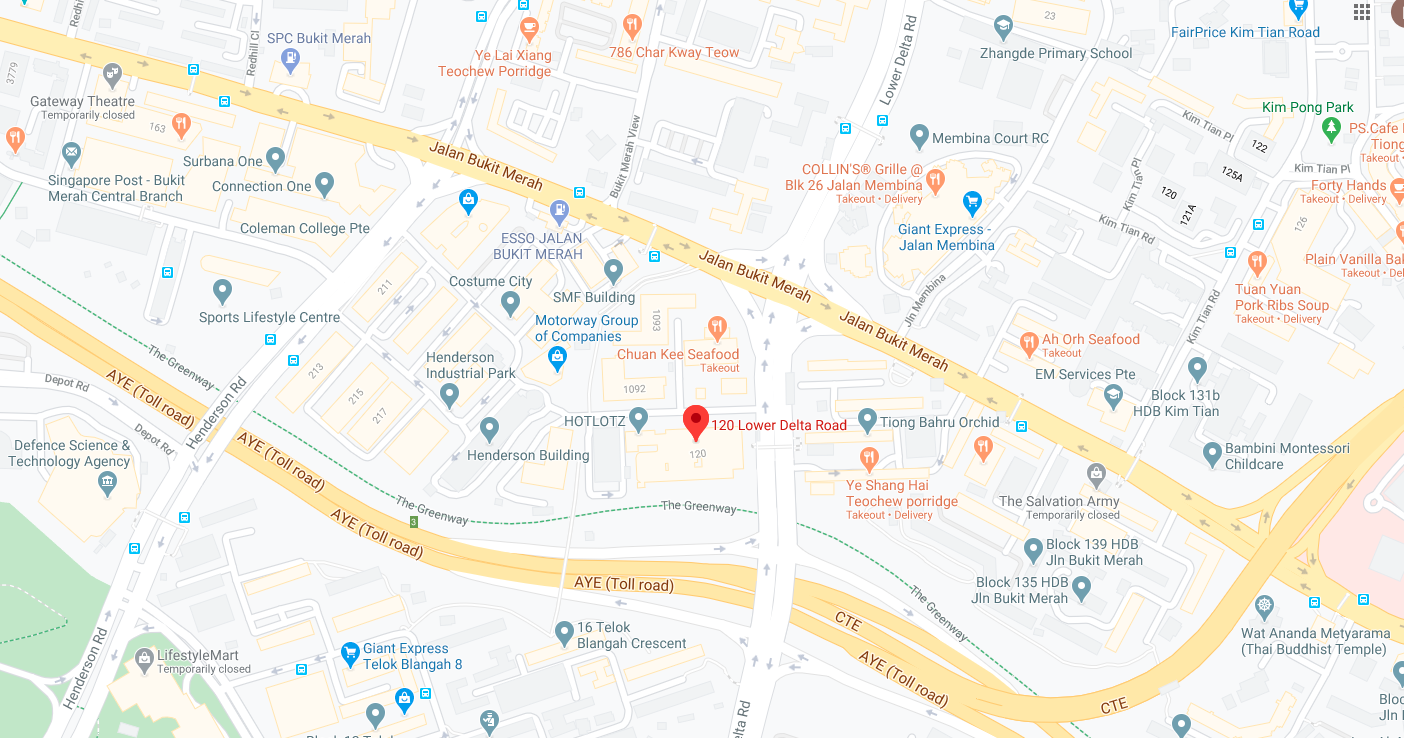 Redhill
Redhill Cl
SPC Bukit Merah
3779
Gateway Theatre
Temporarily closed
163
Surbana One
Singapore Post - Bukit
Merah Central Branch
Connection One
Coleman College Pte
Ye Lai Xiang
Teochew Porridge
786 Char Kway Teow
Lower Delta Rd
23
Zhangde Primary School
FairPrice Kim Tian Road
Kim Pong Park
Kim Tian Pl
122
PS.Cafe
Tiong
Takeout •
Membina Court RC
COLLIN'S® Grille @
Blk 26 Jalan Membina
Takeout • Delivery
Kim Tian Pl
Kim Tian Pl
125A
120
121A
Forty Hands
Takeout • Delivery
126
Jalan Bukit Merah
Bukit Merah View
Giant Express -
Jalan Membina
Kim Tian Rd
ESSO JALAN
BUKIT MERAH
Jalan Bukit Merah
Plain Vanilla Bak
Takeout • Del
Tuan Yuan
Pork Ribs Soup
Takeout • Delivery
Costume City
SMF Building
211
Sports Lifestyle Centre
Motorway Group
of Companies
1093
Jln Membina
Kim Tian Rd
Jalan Bukit Merah
Chuan Kee Seafood
Takeout
Ah Orh Seafood
Takeout
The Greenway
Henderson
Industrial Park
213
215
217
1092
EM Services Pte
Block 131b
HDB Kim Tian
Depot Rd
AYE (Toll road)
Henderson Rd
HOTLOTZ
120 Lower Delta Road
Tiong Bahru Orchid
Depot Rd
Defence Science &
Technology Agency
AYE (Toll road)
Henderson Building
120
Bambini Montessori
Childcare
Ye Shang Hai
Teochew porridge
Takeout • Delivery
The Salvation Army
Temporarily closed
The Greenway
The Greenway
3
AYE (Toll road)
Block 139 HDB
Jln Bukit Merah
AYE (Toll road)
Block 135 HDB
Jln Bukit Merah
The Greenway
CTE
16 Telok
Blangah Crescent
Wat Ananda Metyarama
(Thai Buddhist Temple)
Henderson Rd
LifestyleMart
Temporarily closed
Giant Express
Telok Blangah 8
AYE (Toll road)
CTE
elta Rd
Bloc
Jln